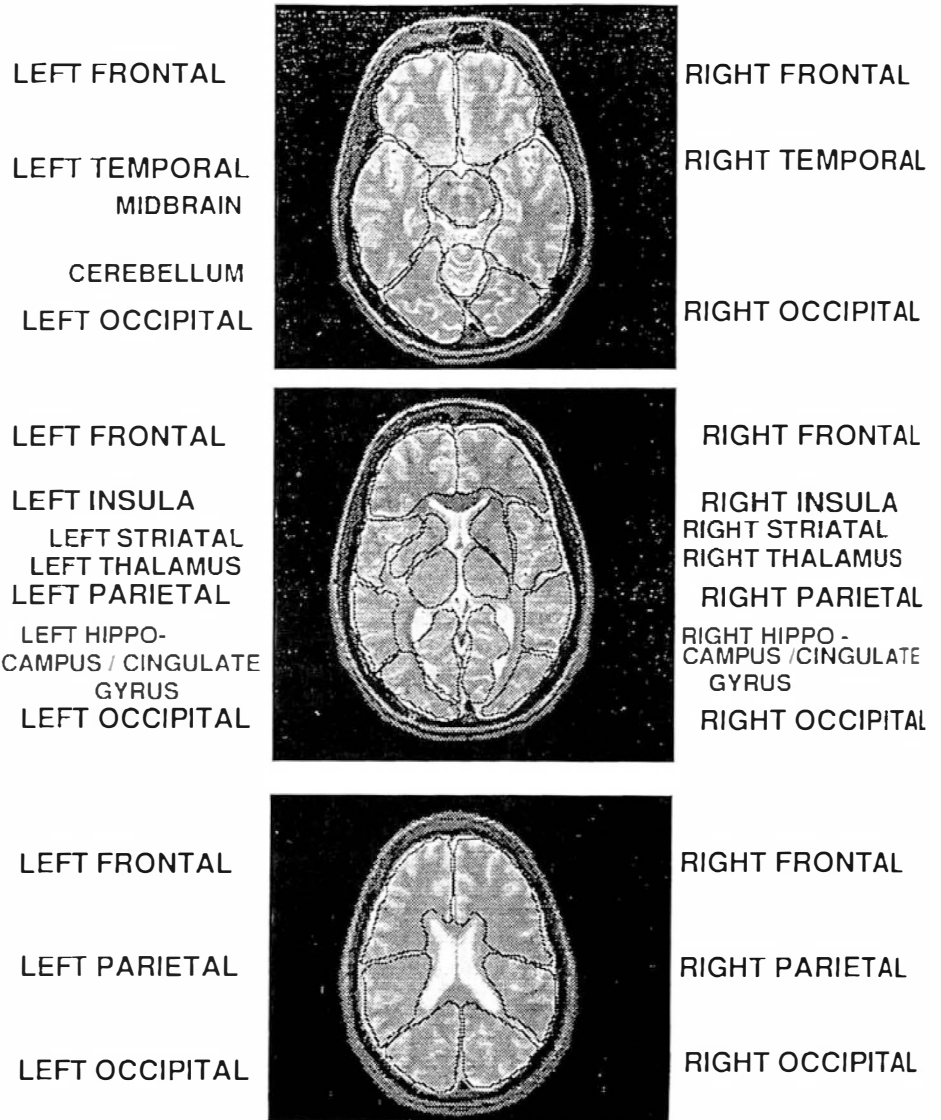 LEFT FRONTAL
RIGHT FRONTAL
LEFT TEMPORAL
RIGHT TEMPORAL
MIDBRAIN
CEREBELLUM
LEFT OCCIPITAL
RIGHT OCCIPITAL
LEFT FRONTAL
RIGHT FRONTAL
LEFT INSULA
RIGHT INSULA
LEFT STRIATAL
RIGHT STRIATAL
LEFT THALAMUS
RIGHT THALAMUS
LEFT PARIETAL
RIGHT PARIETAL
LEFT HIPPO-
CAMPUS / CINGULATE
GYRUS
RIGHT HIPPO -
CAMPUS /CINGULATE
GYRUS
LEFT OCCIPITAL
RIGHT OCCIPITAL
LEFT FRONTAL
RIGHT FRONTAL
LEFT PARIETAL
RIGHT PARIETAL
LEFT OCCIPITAL
RIGHT OCCIPITAL